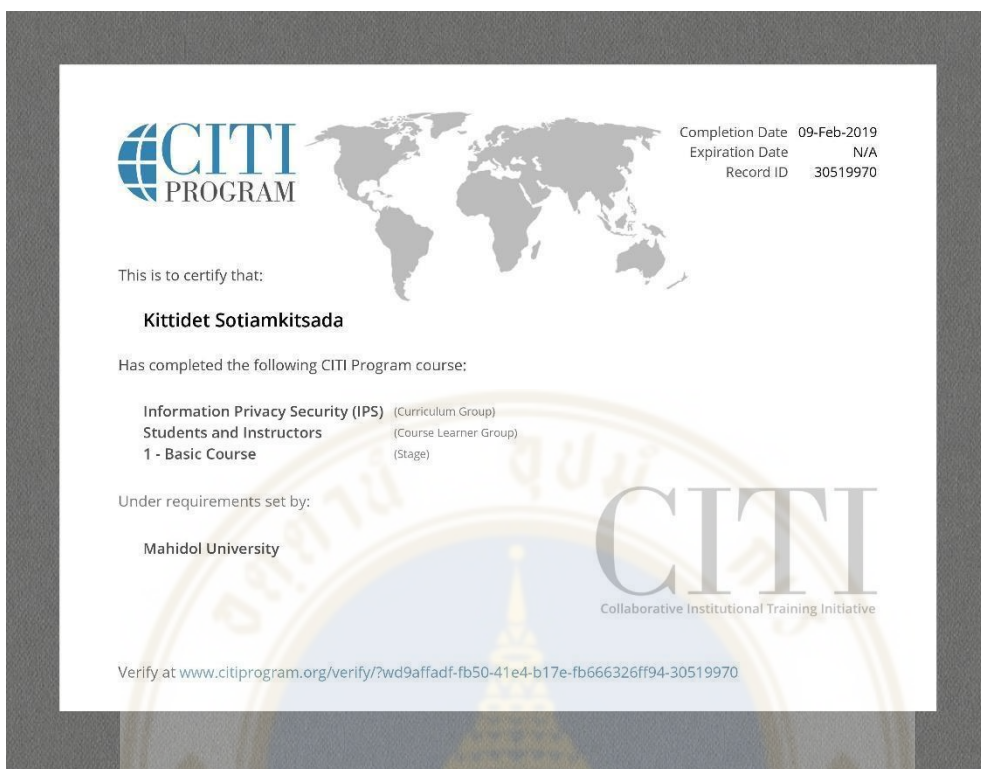 CITI
PROGRAM
Completion Date 09-Feb-2019
Expiration Date N/A
Record ID 30519970
This is to certify that:
Kittidet Sotiamkitsada
Has completed the following CITI Program course:
Information Privacy Security (IPS) (Curriculum Group)
Students and Instructors (Course Learner Group)
1 - Basic Course (Stage)
Under requirements set by:
Mahidol University
CITI
Collaborative Institutional Training Initiative
Verify at www.citiprogram.org/verify/?wd9affadf-fb50-41e4-b17e-fb666326ff94-30519970